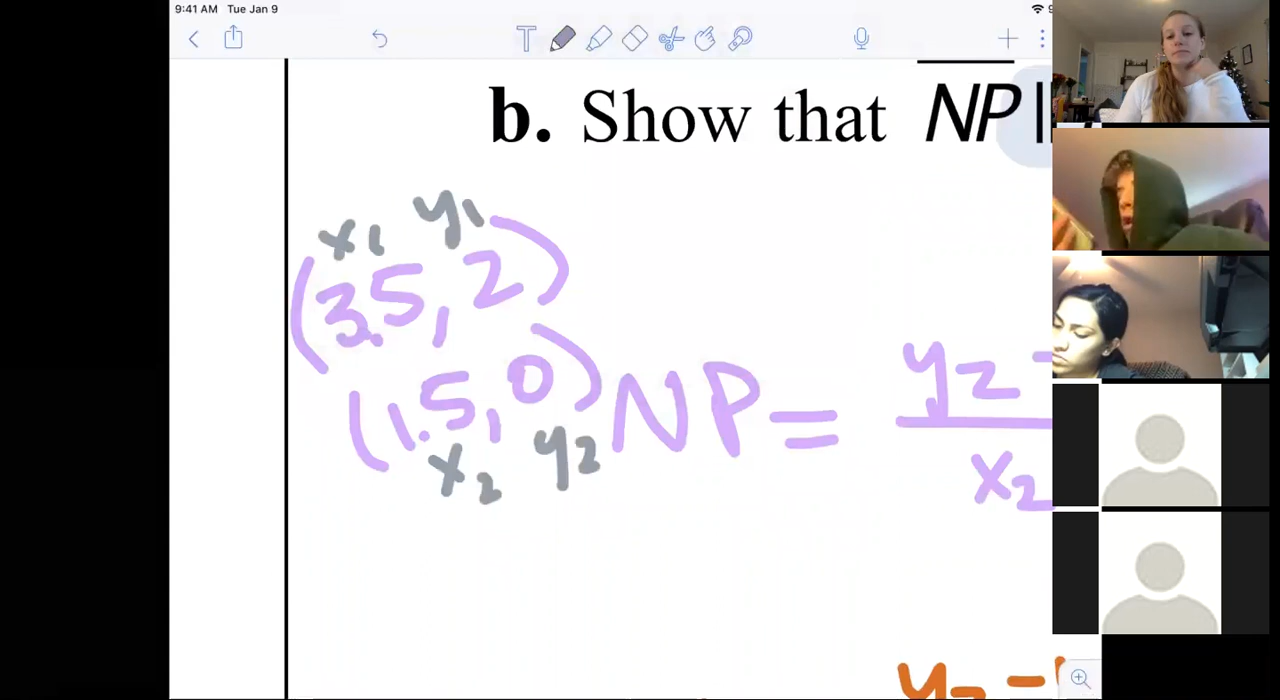 9:41 AM Tue Jan 9
b. Show that NP ||
x1 y1
(3.5, 2)
(1.5, 0)
x2 y2
NP = y2 -
x2
y2 -